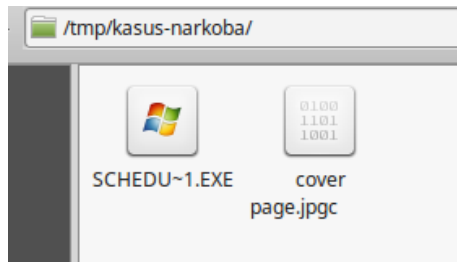 /tmp/kasus-narkoba/
0100
1101
1001
SCHEDU~1.EXE
cover
page.jpgc